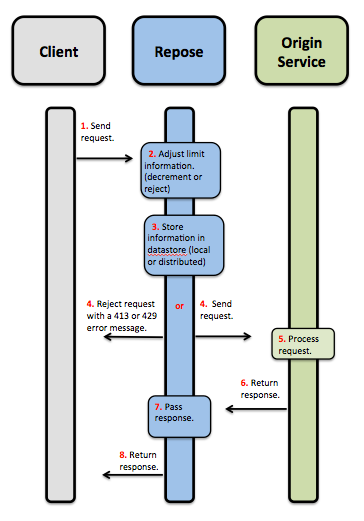 Client
Repose
Origin
Service
1. Send
request.
2. Adjust limit
information.
(decrement or
reject)
3. Store
information in
datastore (local
or distributed)
4. Reject request
with a 413 or 429
error message.
or
4. Send
request.
5. Process
request.
6. Return
response.
7. Pass
response.
8. Return
response.